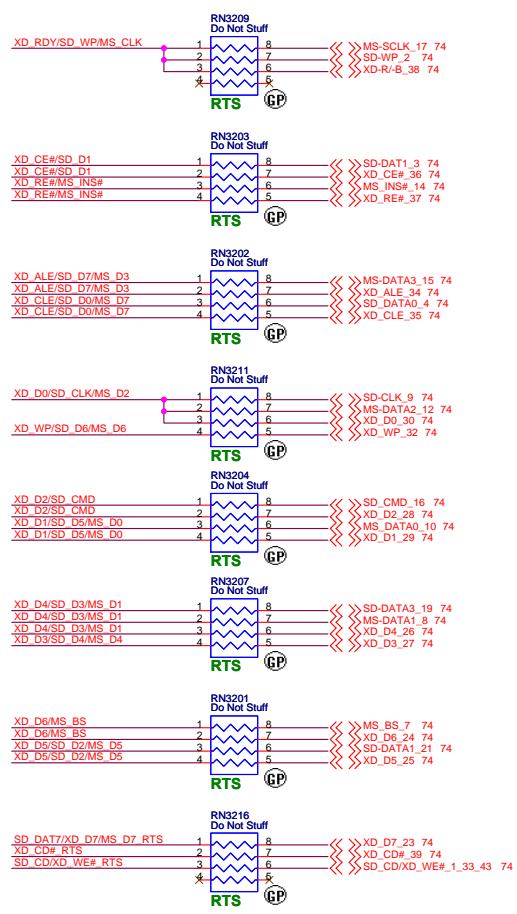 RN3209
Do Not Stuff
XD_RDY/SD_WP/MS_CLK 1 8 MS-SCLK_17 74
2 7 SD-WP_2 74
3 6 XD-R/-B_38 74
4 5
RTS GP
RN3203
Do Not Stuff
XD_CE#/SD_D1 1 8 SD-DAT1_3 74
XD_CE#/SD_D1 2 7 XD_CE#_36 74
XD_RE#/MS_INS# 3 6 MS_INS#_14 74
XD_RE#/MS_INS# 4 5 XD_RE#_37 74
RTS GP
RN3202
Do Not Stuff
XD_ALE/SD_D7/MS_D3 1 8 MS-DATA3_15 74
XD_ALE/SD_D7/MS_D3 2 7 XD_ALE_34 74
XD_CLE/SD_D0/MS_D7 3 6 SD_DATA0_4 74
XD_CLE/SD_D0/MS_D7 4 5 XD_CLE_35 74
RTS GP
RN3211
Do Not Stuff
XD_D0/SD_CLK/MS_D2 1 8 SD-CLK_9 74
2 7 MS-DATA2_12 74
3 6 XD_D0_30 74
XD_WP/SD_D6/MS_D6 4 5 XD_WP_32 74
RTS GP
RN3204
Do Not Stuff
XD_D2/SD_CMD 1 8 SD_CMD_16 74
XD_D2/SD_CMD 2 7 XD_D2_28 74
XD_D1/SD_D5/MS_D0 3 6 MS_DATA0_10 74
XD_D1/SD_D5/MS_D0 4 5 XD_D1_29 74
RTS GP
RN3207
Do Not Stuff
XD_D4/SD_D3/MS_D1 1 8 SD-DATA3_19 74
XD_D4/SD_D3/MS_D1 2 7 MS-DATA1_8 74
XD_D4/SD_D3/MS_D1 3 6 XD_D4_26 74
XD_D3/SD_D4/MS_D4 4 5 XD_D3_27 74
RTS GP
RN3201
Do Not Stuff
XD_D6/MS_BS 1 8 MS_BS_7 74
XD_D6/MS_BS 2 7 XD_D6_24 74
XD_D5/SD_D2/MS_D5 3 6 SD-DATA1_21 74
XD_D5/SD_D2/MS_D5 4 5 XD_D5_25 74
RTS GP
RN3216
Do Not Stuff
SD_DAT7/XD_D7/MS_D7_RTS 1 8 XD_D7_23 74
XD_CD#_RTS 2 7 XD_CD#_39 74
SD_CD/XD_WE#_RTS 3 6 SD_CD/XD_WE#_1_33_43 74
4 5
RTS GP